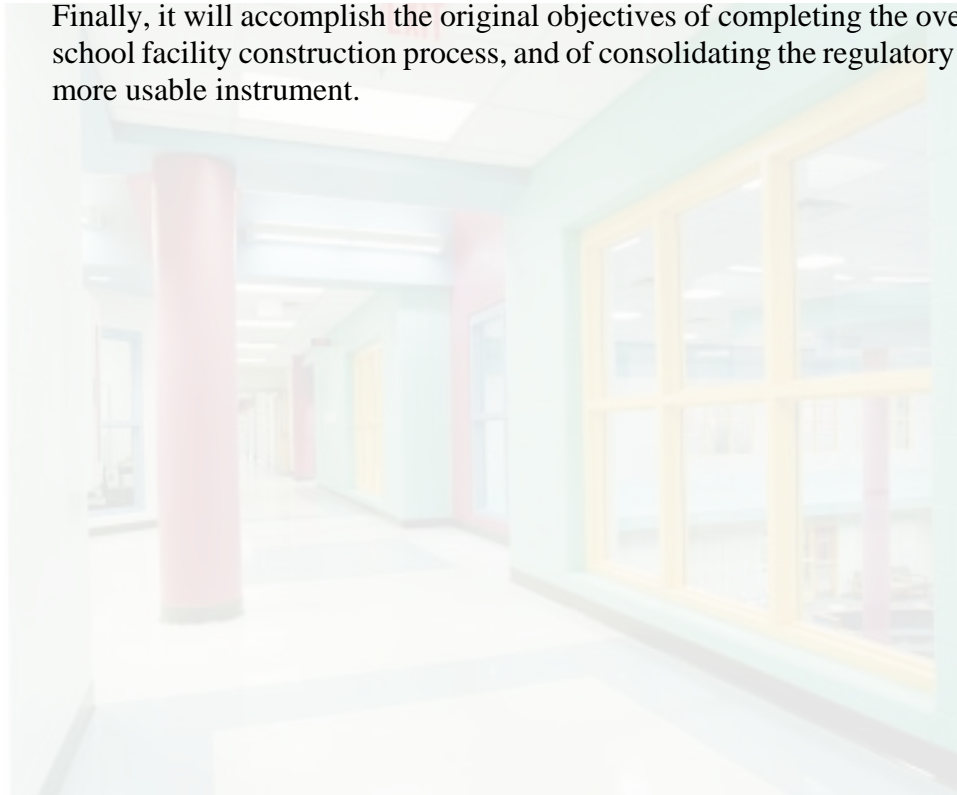 Finally, it will accomplish the original objectives of completing the
school facility construction process, and of consolidating the regulatory
more usable instrument.
EXIT